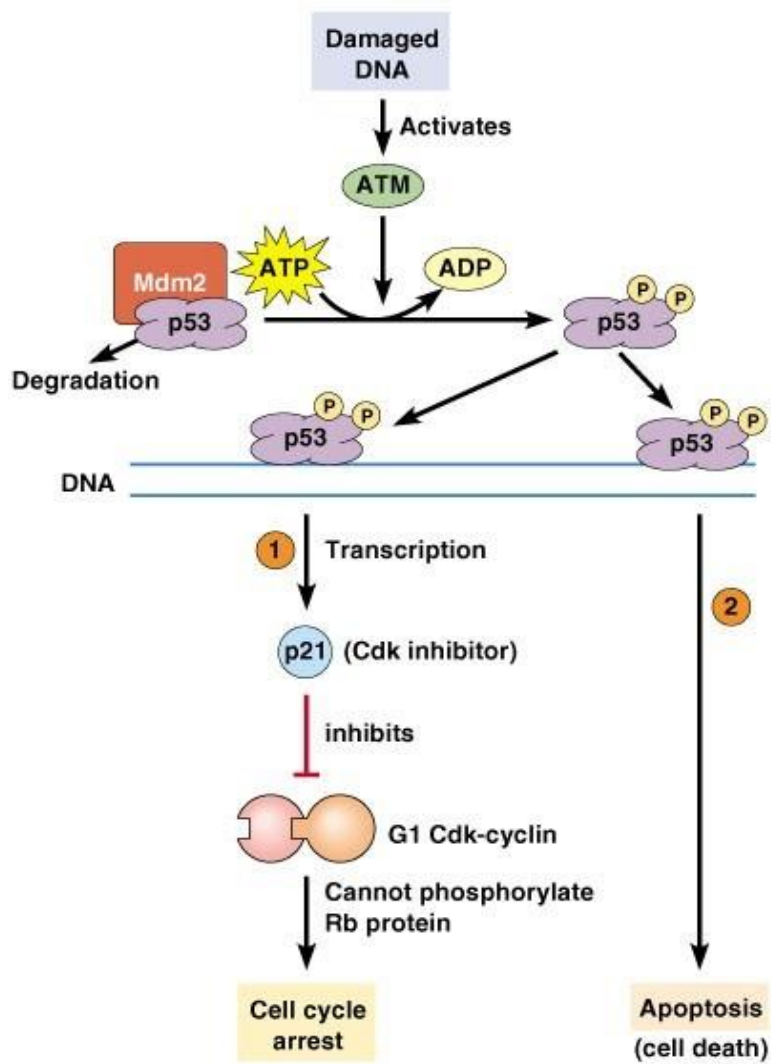 Damaged
DNA
Activates
ATM
Mdm2
ATP
ADP
p53
P
P
p53
Degradation
P
P
p53
P
P
p53
DNA
1
Transcription
2
p21
(Cdk inhibitor)
inhibits
G1 Cdk-cyclin
Cannot phosphorylate
Rb protein
Cell cycle
arrest
Apoptosis
(cell death)